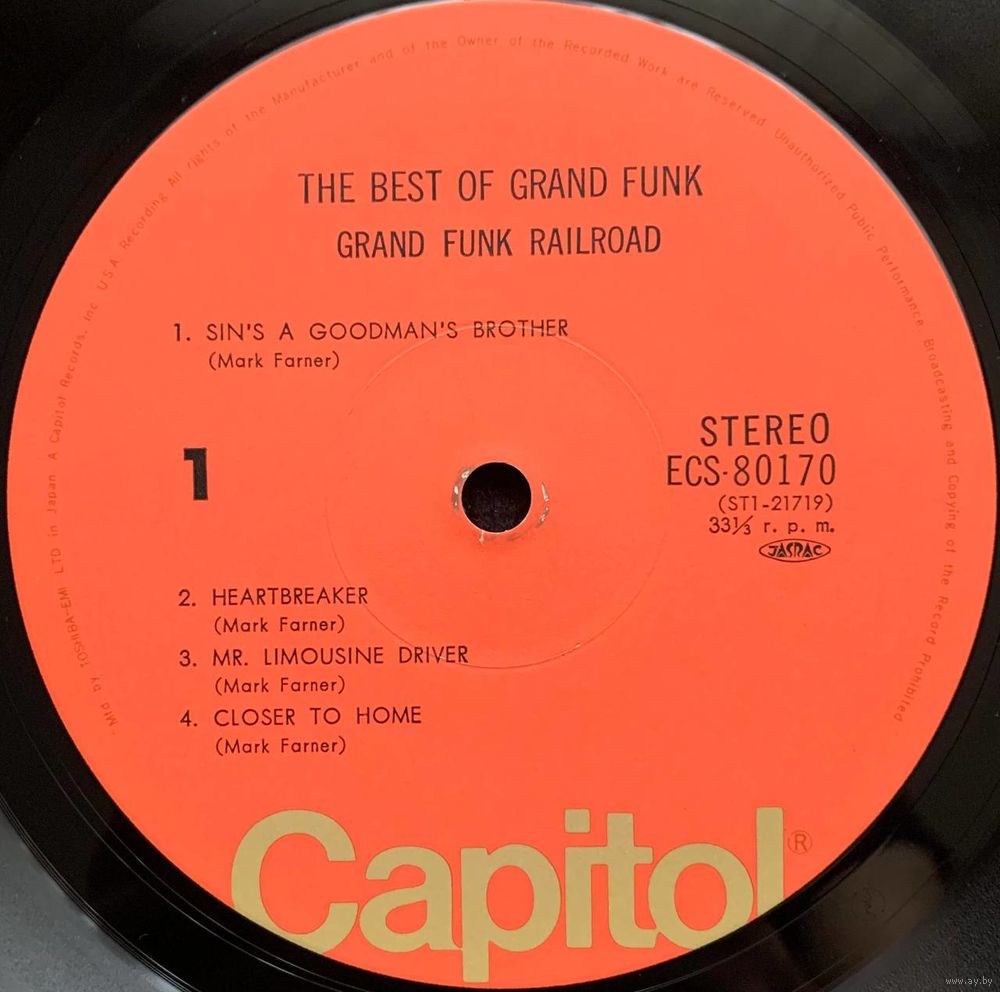 "Mfd by TOSHIBA-EMI LTD in Japan. A Capitol Records, Inc. U.S.A. Recording. All rights of the Manufacturer and of the Owner of the Recorded Work are Reserved. Unauthorized Public Performance, Broadcasting and Copying of the Record Prohibited"
THE BEST OF GRAND FUNK
GRAND FUNK RAILROAD
1. SIN'S A GOODMAN'S BROTHER
(Mark Farner)
1
STEREO
ECS-80170
(ST1-21719)
33⅓ r. p. m.
JASRAC
2. HEARTBREAKER
(Mark Farner)
3. MR. LIMOUSINE DRIVER
(Mark Farner)
4. CLOSER TO HOME
(Mark Farner)
Capitol®
www.ay.by